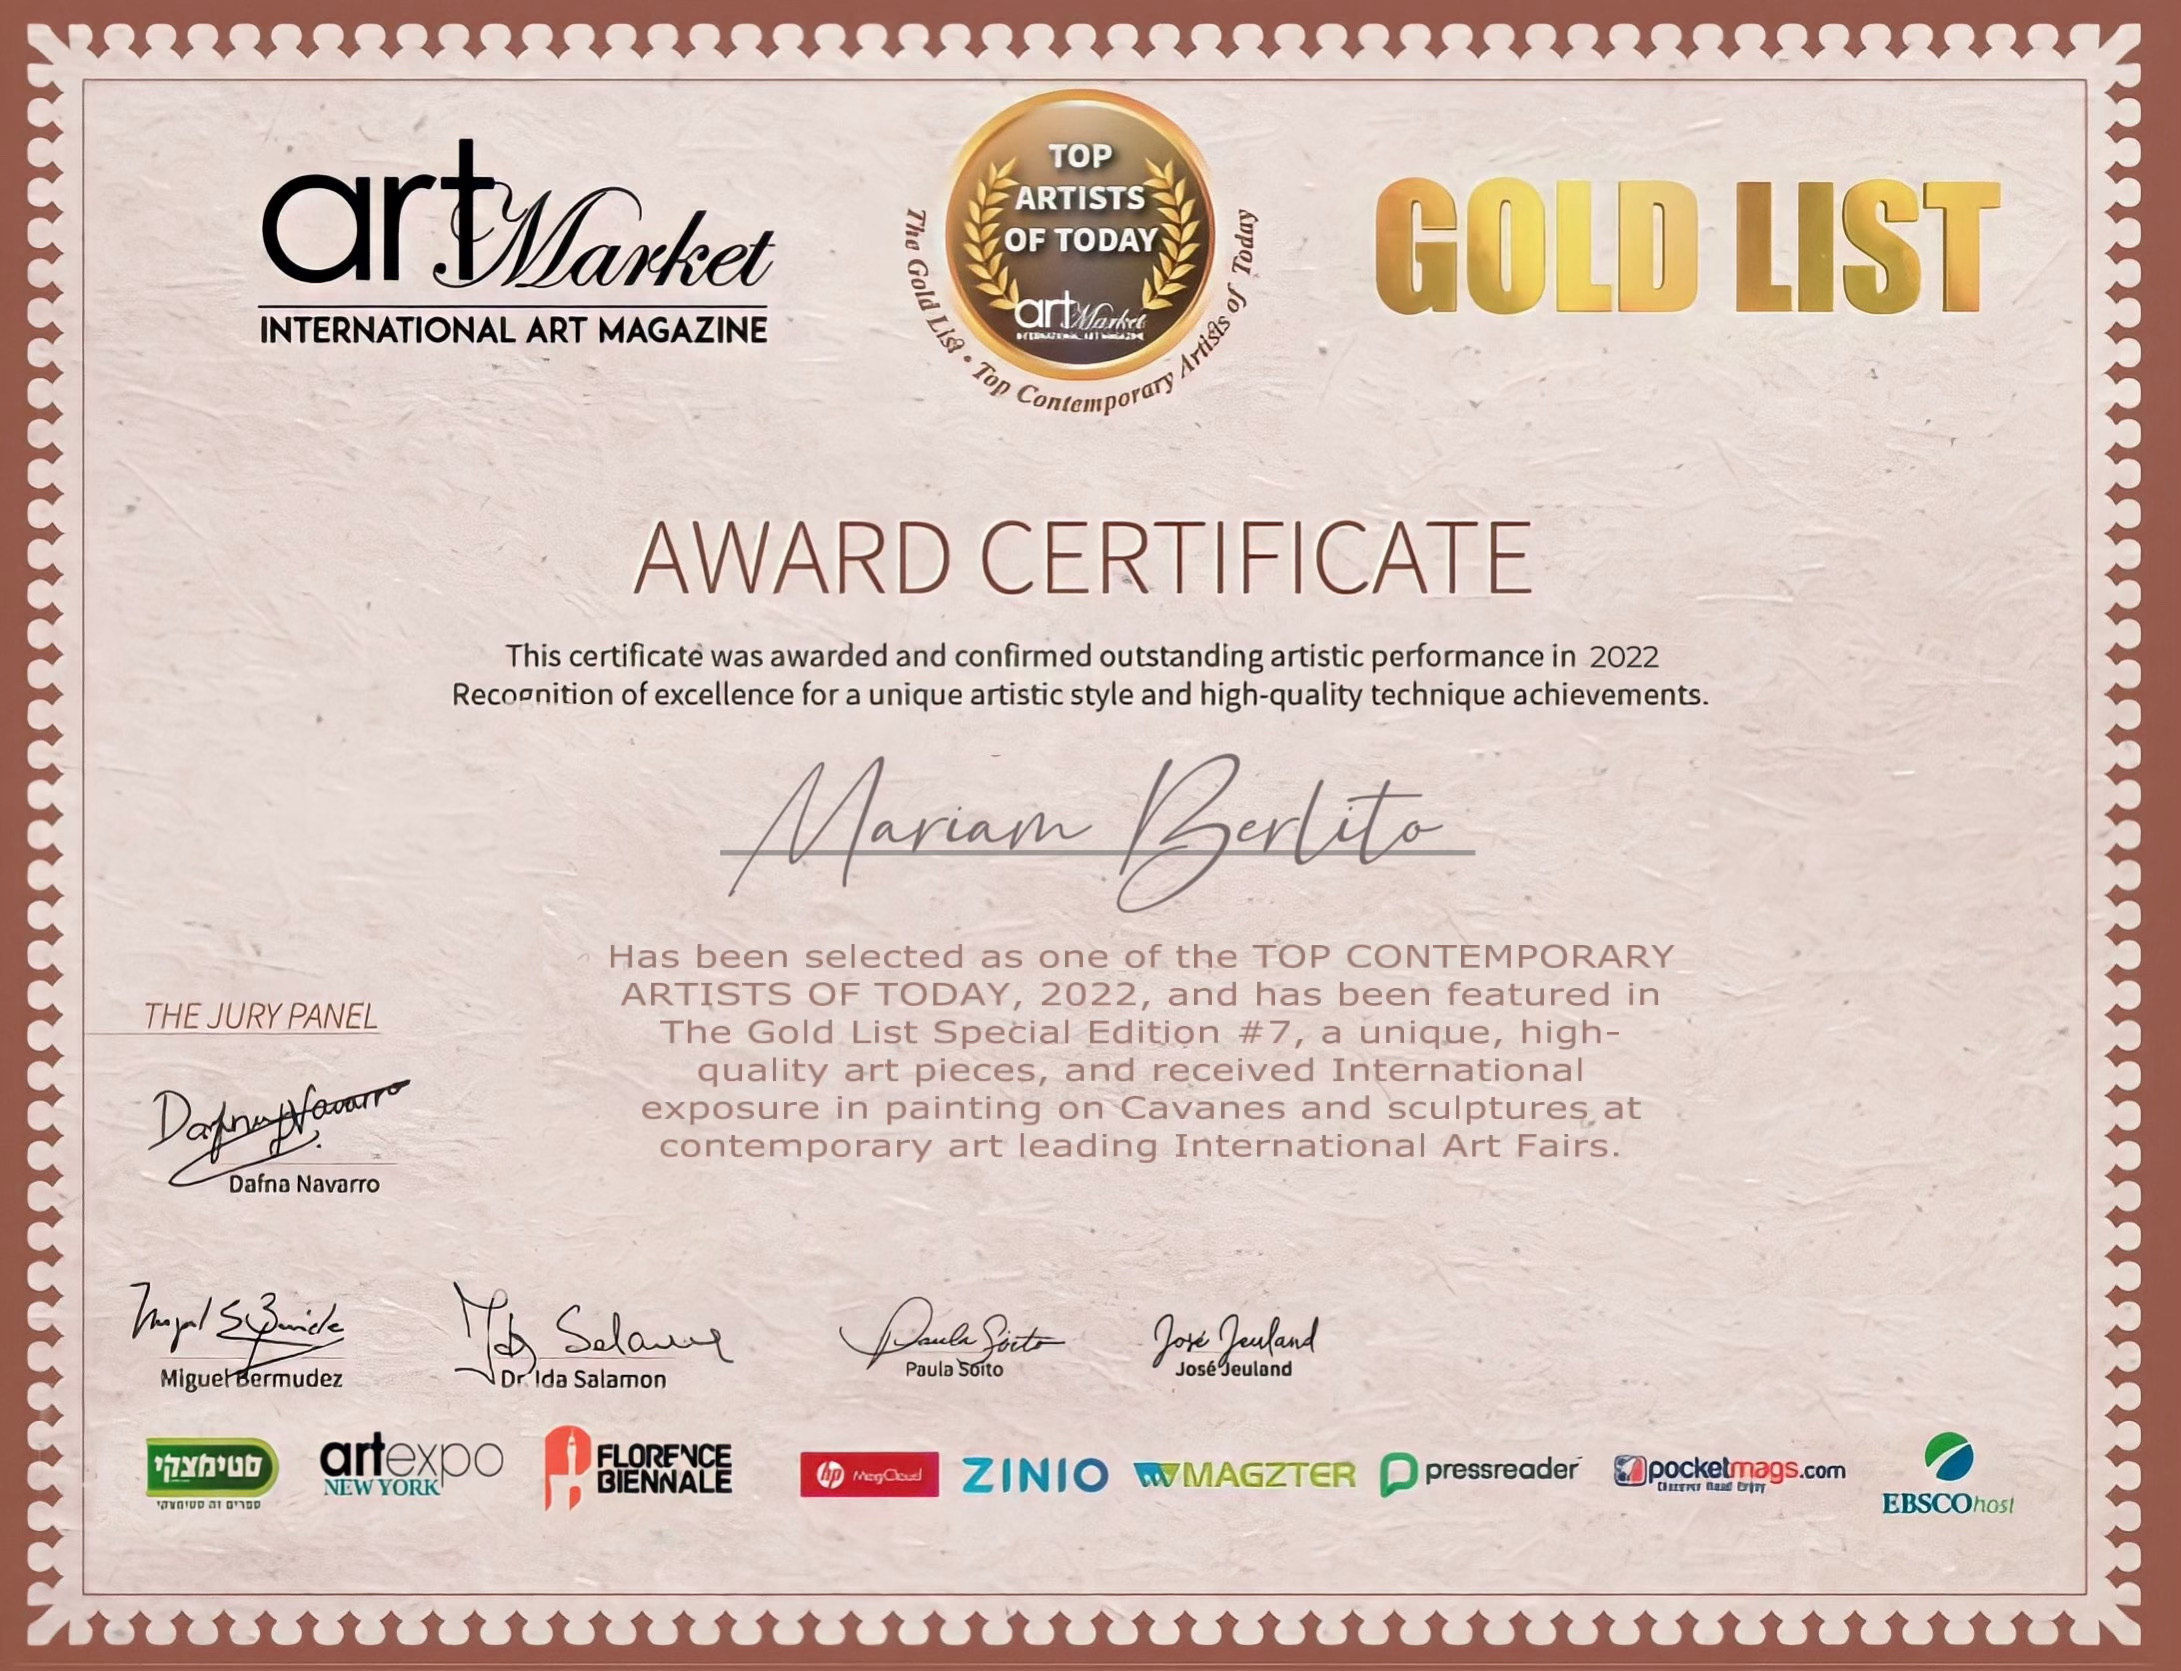 art Market
INTERNATIONAL ART MAGAZINE
TOP
ARTISTS
OF TODAY
art Market
INTERNATIONAL ART MAGAZINE
The Gold List • Top Contemporary Artists of Today
GOLD LIST
AWARD CERTIFICATE
This certificate was awarded and confirmed outstanding artistic performance in 2022
Recognition of excellence for a unique artistic style and high-quality technique achievements.
Mariam Berlito
Has been selected as one of the TOP CONTEMPORARY
ARTISTS OF TODAY, 2022, and has been featured in
The Gold List Special Edition #7, a unique, high-
quality art pieces, and received International
exposure in painting on Cavanes and sculptures at
contemporary art leading International Art Fairs.
THE JURY PANEL
Dafna Navarro
Dafna Navarro
Miguel Bermudez
Ida Salamon
Dr. Ida Salamon
Paula Soito
Paula Soito
José Jeuland
José Jeuland
סטימצקי
ספרים זה סטימצקי
artexpo
NEW YORK
FLORENCE
BIENNALE
hp MagCloud
ZINIO
MAGZTER
pressreader
pocketmags.com
Discover Read Enjoy
EBSCOhost